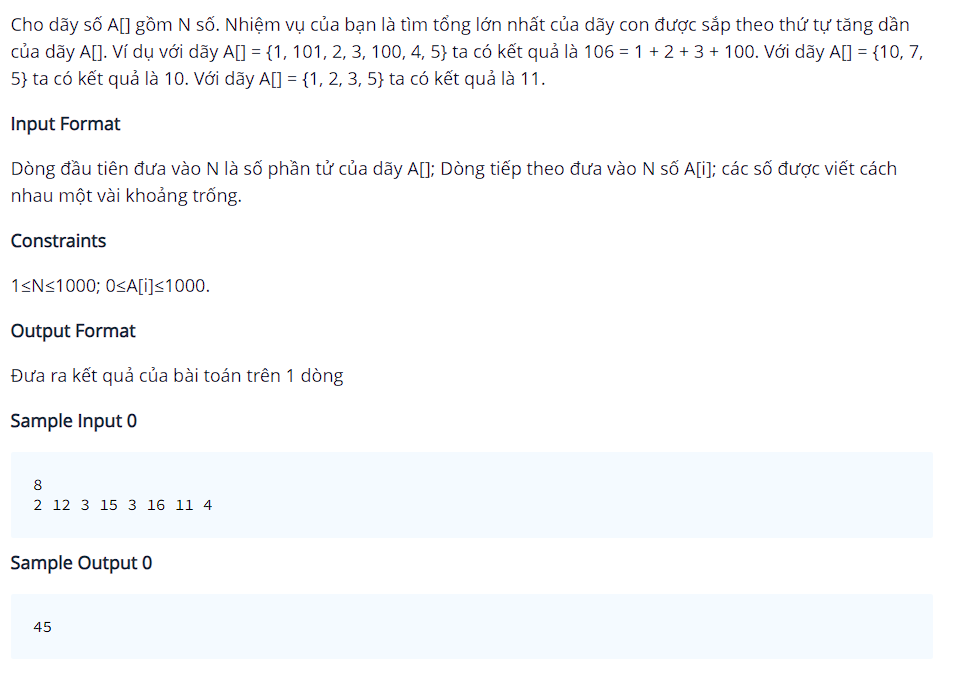 Cho dãy số A[] gồm N số. Nhiệm vụ của bạn là tìm tổng lớn nhất của dãy con được sắp theo thứ tự tăng dần
của dãy A[]. Ví dụ với dãy A[] = {1, 101, 2, 3, 100, 4, 5} ta có kết quả là 106 = 1 + 2 + 3 + 100. Với dãy A[] = {10, 7,
5} ta có kết quả là 10. Với dãy A[] = {1, 2, 3, 5} ta có kết quả là 11.
Input Format
Dòng đầu tiên đưa vào N là số phần tử của dãy A[]; Dòng tiếp theo đưa vào N số A[i]; các số được viết cách
nhau một vài khoảng trống.
Constraints
1≤N≤1000; 0≤A[i]≤1000.
Output Format
Đưa ra kết quả của bài toán trên 1 dòng
Sample Input 0
8
2 12 3 15 3 16 11 4
Sample Output 0
45